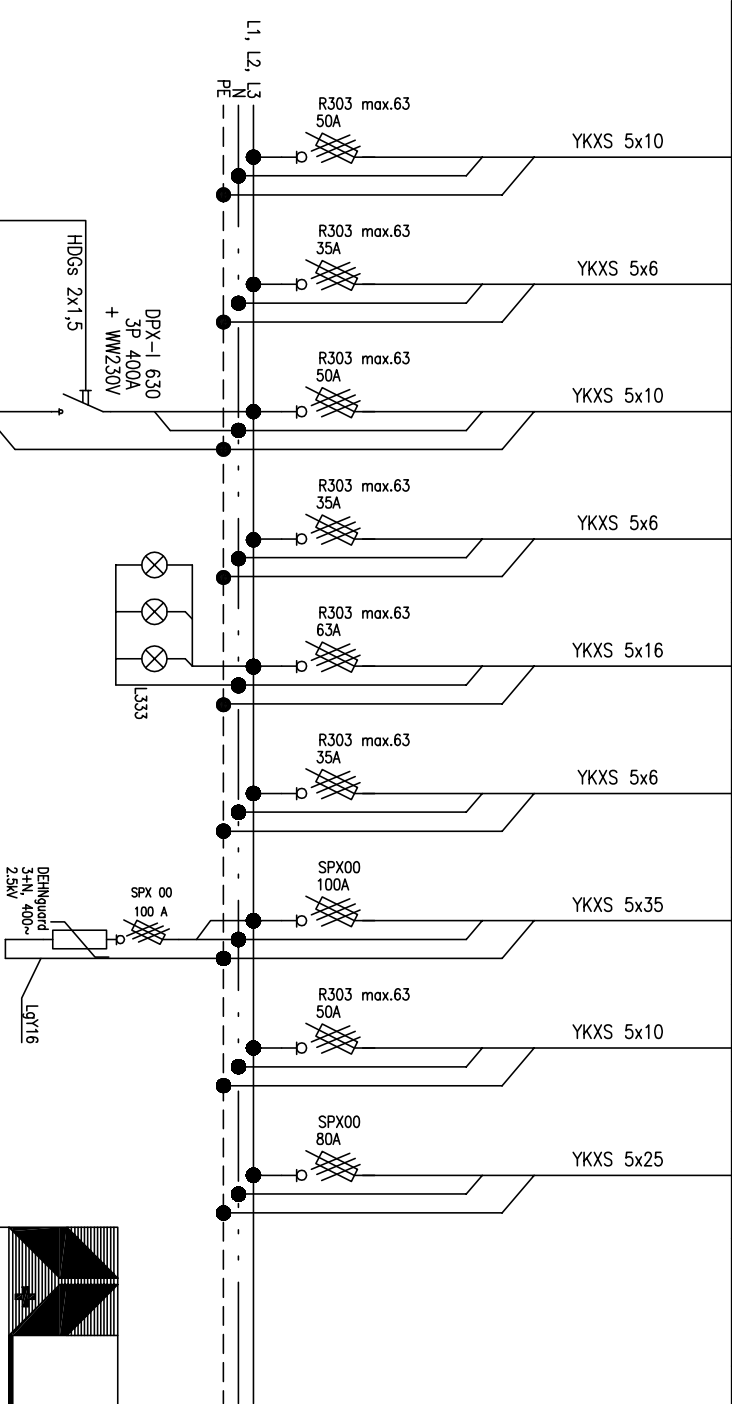 L1, L2, L3
N
PE
R303 max.63
50A
YKXS 5x10
R303 max.63
35A
YKXS 5x6
HDGs 2x1,5
DPX-I 630
3P 400A
+ WW230V
R303 max.63
50A
YKXS 5x10
R303 max.63
35A
YKXS 5x6
R303 max.63
63A
YKXS 5x16
L333
R303 max.63
35A
YKXS 5x6
SPX00
100A
YKXS 5x35
SPX 00
100 A
DEHNguard
3+N, 400~
2.5kV
LgY16
R303 max.63
50A
YKXS 5x10
SPX00
80A
YKXS 5x25